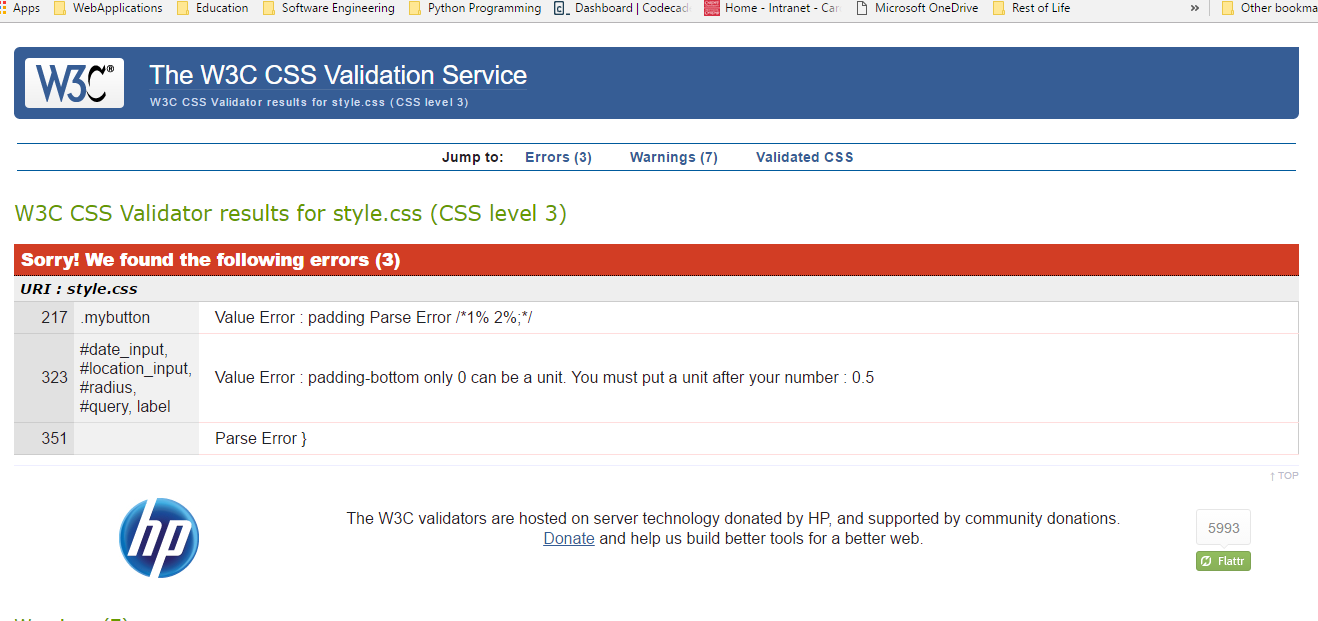 Apps WebApplications Education Software Engineering Python Programming Dashboard | Codecad Home - Intranet - Car Microsoft OneDrive Rest of Life » Other bookma
W3C®
The W3C CSS Validation Service
W3C CSS Validator results for style.css (CSS level 3)
Jump to: Errors (3) Warnings (7) Validated CSS
W3C CSS Validator results for style.css (CSS level 3)
Sorry! We found the following errors (3)
URI : style.css
217 .mybutton Value Error : padding Parse Error /*1% 2%;*/
#date_input,
#location_input,
323 #radius, Value Error : padding-bottom only 0 can be a unit. You must put a unit after your number : 0.5
#query, label
351 Parse Error }
↑ TOP
hp
The W3C validators are hosted on server technology donated by HP, and supported by community donations.
Donate and help us build better tools for a better web.
5993
Flattr